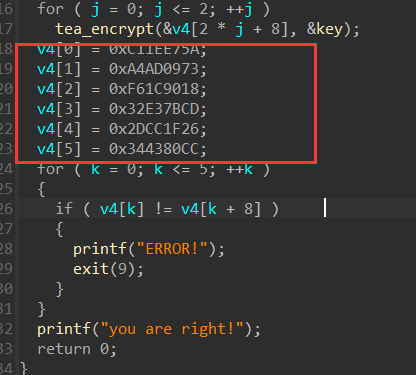 16 for ( j = 0; j <= 2; ++j )
17 tea_encrypt(&v4[2 * j + 8], &key);
18 v4[0] = 0xC11EE75A;
19 v4[1] = 0xA4AD0973;
20 v4[2] = 0xF61C9018;
21 v4[3] = 0x32E37BCD;
22 v4[4] = 0x2DCC1F26;
23 v4[5] = 0x344380CC;
24 for ( k = 0; k <= 5; ++k )
25 {
26 if ( v4[k] != v4[k + 8] )
27 {
28 printf("ERROR!");
29 exit(9);
30 }
31 }
32 printf("you are right!");
33 return 0;
34 }